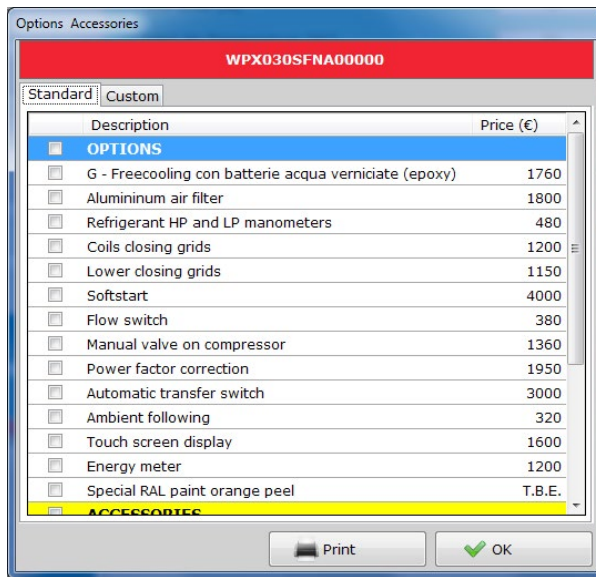 Options Accessories
WPX030SFNA00000
Standard Custom
Description Price (€)
OPTIONS
G - Freecooling con batterie acqua verniciate (epoxy) 1760
Alumininum air filter 1800
Refrigerant HP and LP manometers 480
Coils closing grids 1200
Lower closing grids 1150
Softstart 4000
Flow switch 380
Manual valve on compressor 1360
Power factor correction 1950
Automatic transfer switch 3000
Ambient following 320
Touch screen display 1600
Energy meter 1200
Special RAL paint orange peel T.B.E.
ACCESSORIES
Print OK